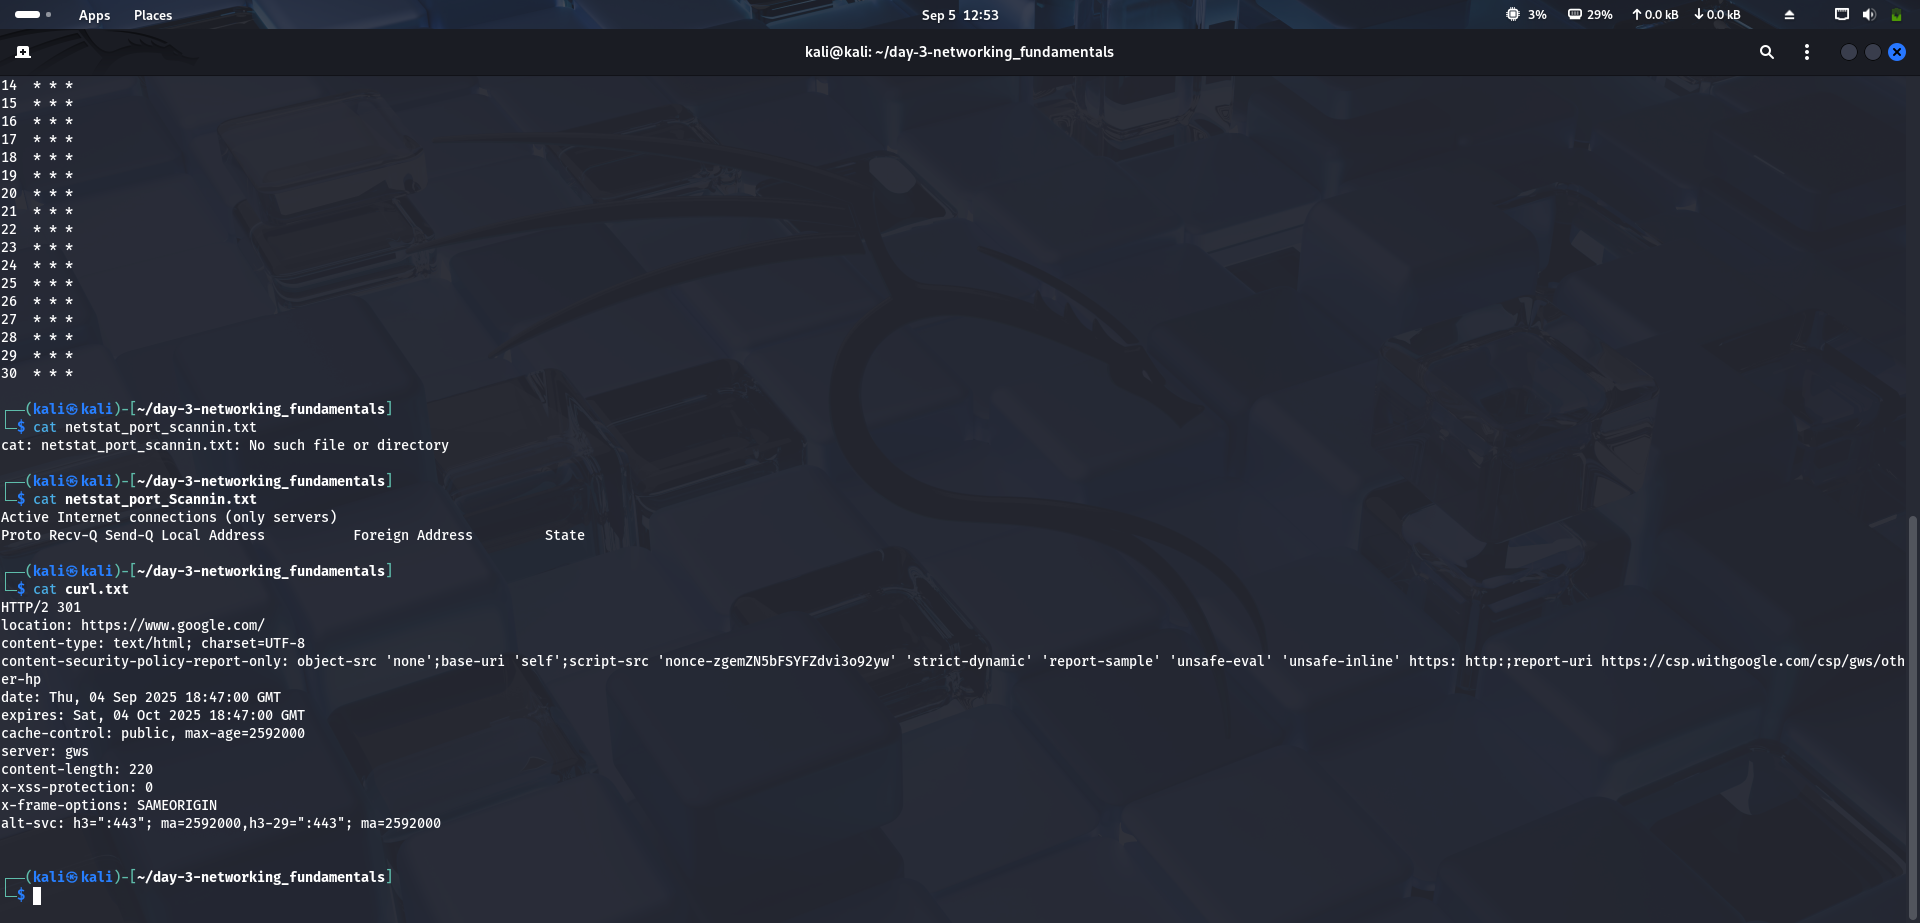 Apps Places Sep 5 12:53 3% 29% 0.0 kB 0.0 kB
kali@kali: ~/day-3-networking_fundamentals
14 * * *
15 * * *
16 * * *
17 * * *
18 * * *
19 * * *
20 * * *
21 * * *
22 * * *
23 * * *
24 * * *
25 * * *
26 * * *
27 * * *
28 * * *
29 * * *
30 * * *
┌──(kali㉿kali)-[~/day-3-networking_fundamentals]
└─$ cat netstat_port_scannin.txt
cat: netstat_port_scannin.txt: No such file or directory
┌──(kali㉿kali)-[~/day-3-networking_fundamentals]
└─$ cat netstat_port_Scannin.txt
Active Internet connections (only servers)
Proto Recv-Q Send-Q Local Address           Foreign Address         State
┌──(kali㉿kali)-[~/day-3-networking_fundamentals]
└─$ cat curl.txt
HTTP/2 301
location: https://www.google.com/
content-type: text/html; charset=UTF-8
content-security-policy-report-only: object-src 'none';base-uri 'self';script-src 'nonce-zgemZN5bFSYFZdvi3o92yw' 'strict-dynamic' 'report-sample' 'unsafe-eval' 'unsafe-inline' https: http:;report-uri https://csp.withgoogle.com/csp/gws/oth
er-hp
date: Thu, 04 Sep 2025 18:47:00 GMT
expires: Sat, 04 Oct 2025 18:47:00 GMT
cache-control: public, max-age=2592000
server: gws
content-length: 220
x-xss-protection: 0
x-frame-options: SAMEORIGIN
alt-svc: h3=":443"; ma=2592000,h3-29=":443"; ma=2592000
┌──(kali㉿kali)-[~/day-3-networking_fundamentals]
└─$